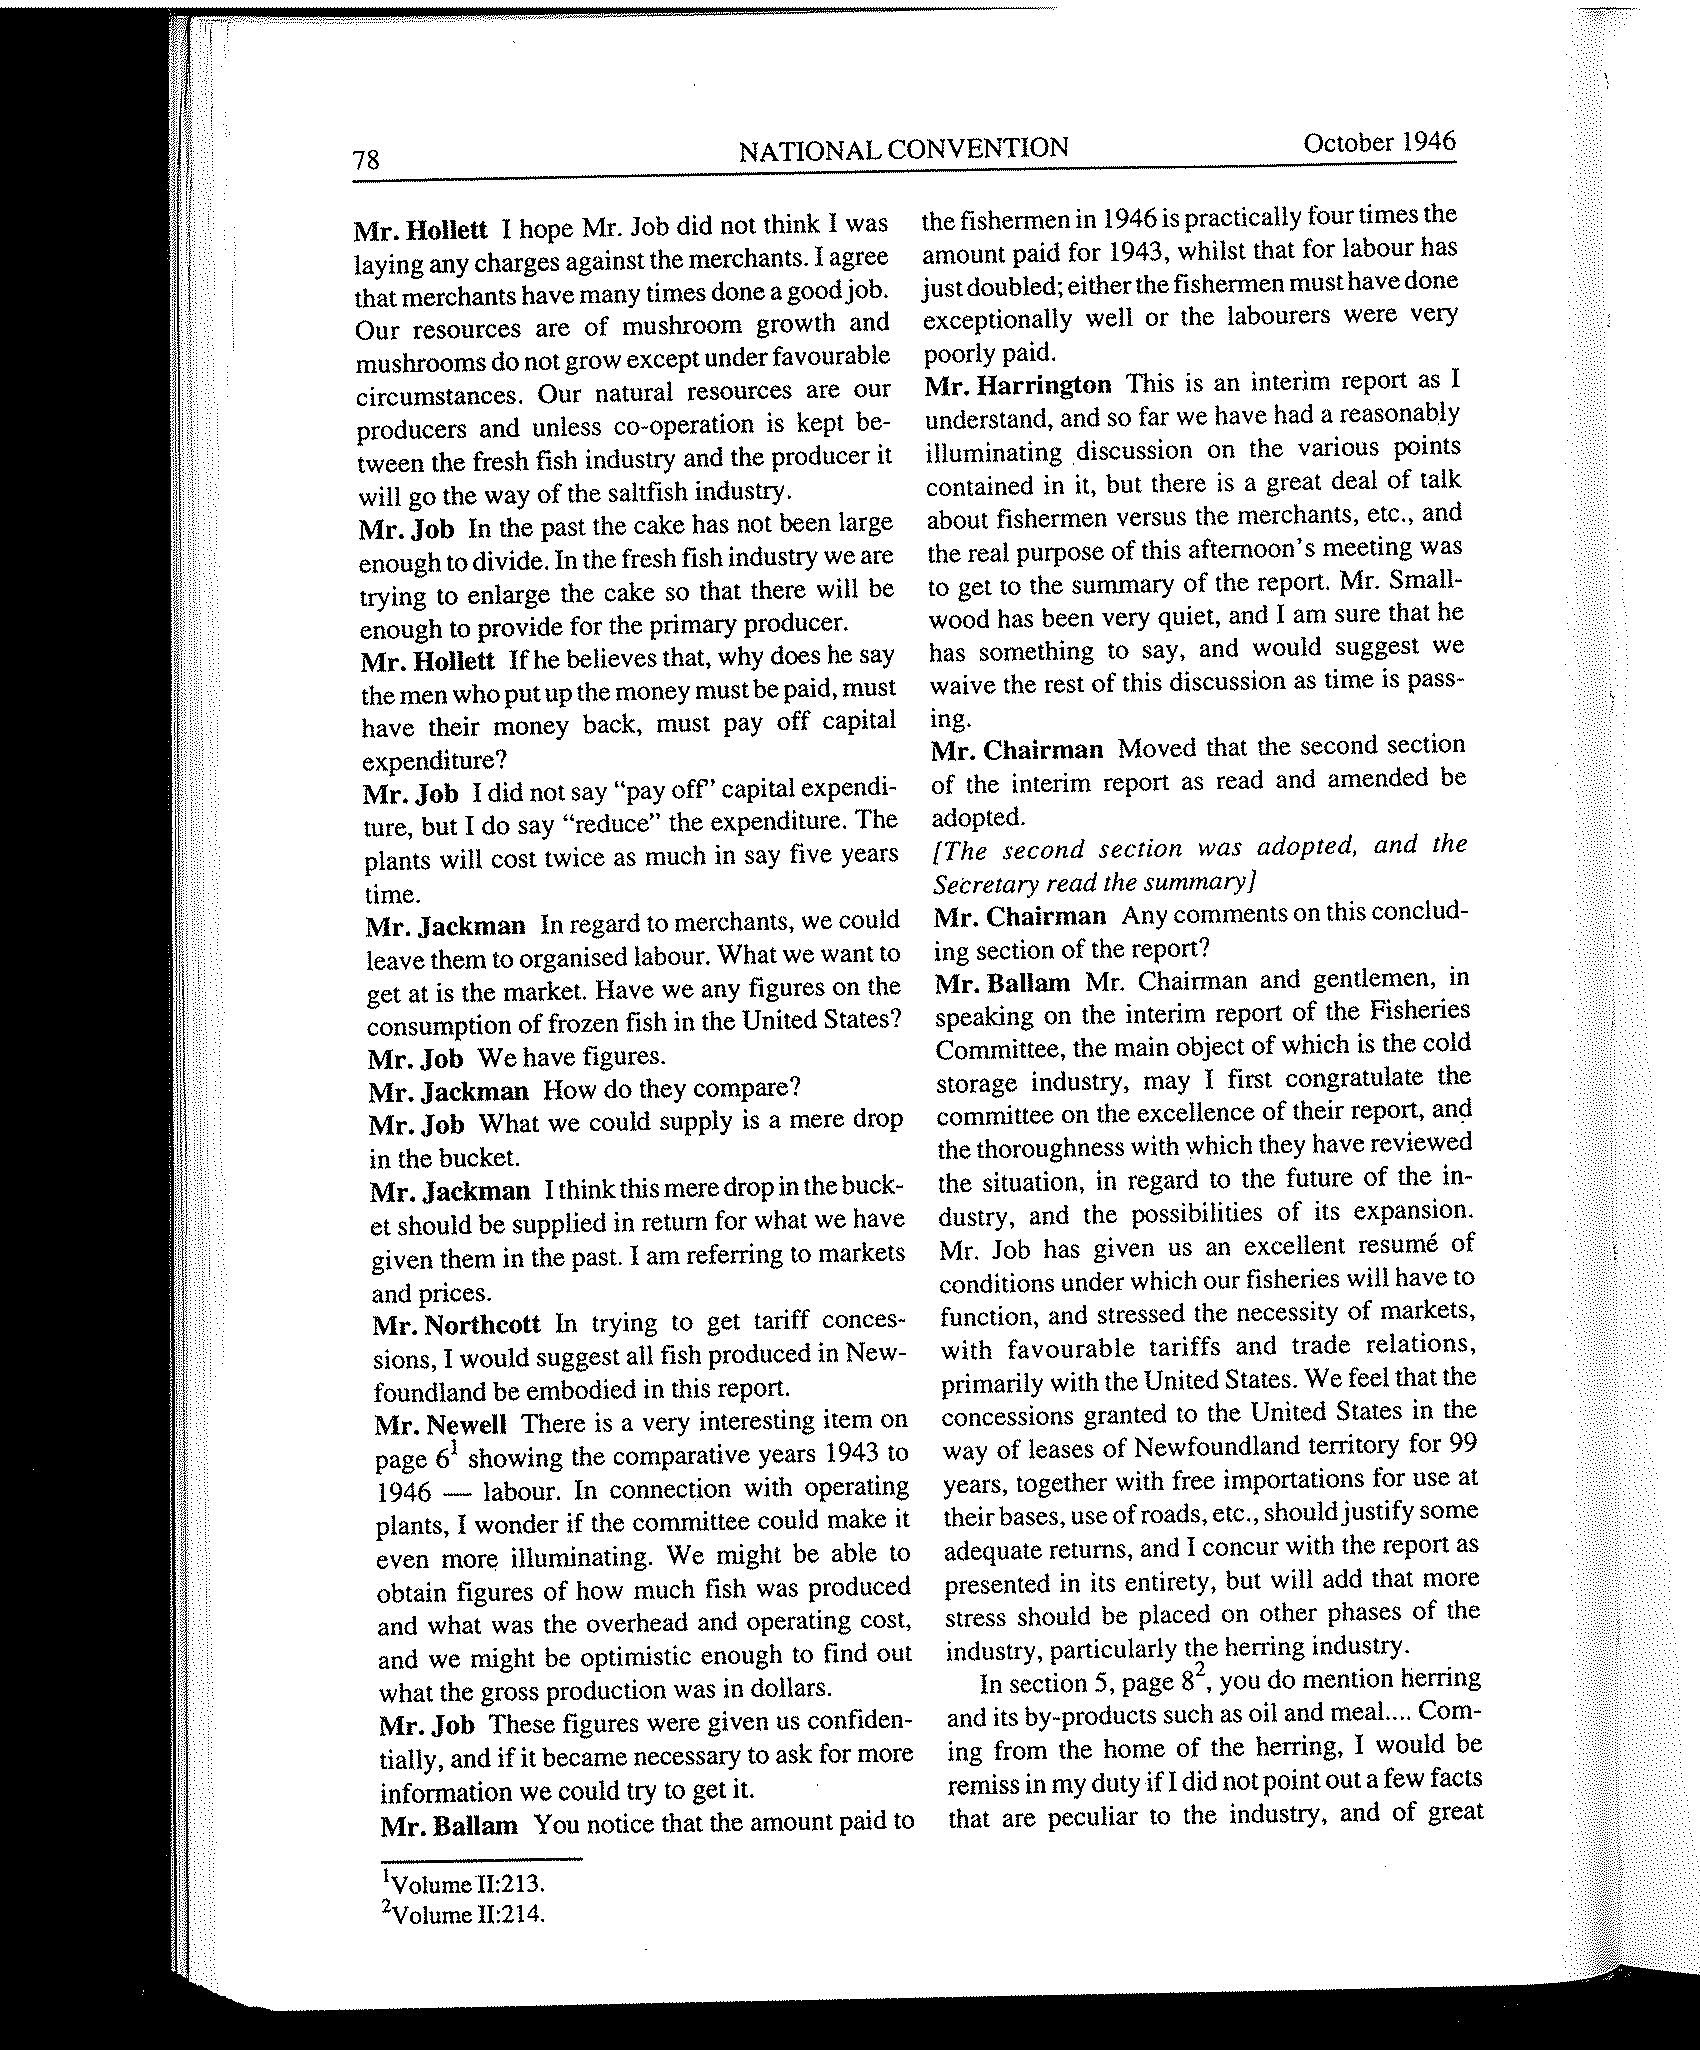 78
NATIONAL CONVENTION
October 1946
Mr. Hollett I hope Mr. Job did not think I was
laying any charges against the merchants. I agree
that merchants have many times done a good job.
Our resources are of mushroom growth and
mushrooms do not grow except under favourable
circumstances. Our natural resources are our
producers and unless co-operation is kept be-
tween the fresh fish industry and the producer it
will go the way of the saltfish industry.
Mr. Job In the past the cake has not been large
enough to divide. In the fresh fish industry we are
trying to enlarge the cake so that there will be
enough to provide for the primary producer.
Mr. Hollett If he believes that, why does he say
the men who put up the money must be paid, must
have their money back, must pay off capital
expenditure?
Mr. Job I did not say "pay off" capital expendi-
ture, but I do say "reduce" the expenditure. The
plants will cost twice as much in say five years
time.
Mr. Jackman In regard to merchants, we could
leave them to organised labour. What we want to
get at is the market. Have we any figures on the
consumption of frozen fish in the United States?
Mr. Job We have figures.
Mr. Jackman How do they compare?
Mr. Job What we could supply is a mere drop
in the bucket.
Mr. Jackman I think this mere drop in the buck-
et should be supplied in return for what we have
given them in the past. I am referring to markets
and prices.
Mr. Northcott In trying to get tariff conces-
sions, I would suggest all fish produced in New-
foundland be embodied in this report.
Mr. Newell There is a very interesting item on
page 6¹ showing the comparative years 1943 to
1946 — labour. In connection with operating
plants, I wonder if the committee could make it
even more illuminating. We might be able to
obtain figures of how much fish was produced
and what was the overhead and operating cost,
and we might be optimistic enough to find out
what the gross production was in dollars.
Mr. Job These figures were given us confiden-
tially, and if it became necessary to ask for more
information we could try to get it.
Mr. Ballam You notice that the amount paid to
the fishermen in 1946 is practically four times the
amount paid for 1943, whilst that for labour has
just doubled; either the fishermen must have done
exceptionally well or the labourers were very
poorly paid.
Mr. Harrington This is an interim report as I
understand, and so far we have had a reasonably
illuminating discussion on the various points
contained in it, but there is a great deal of talk
about fishermen versus the merchants, etc., and
the real purpose of this afternoon's meeting was
to get to the summary of the report. Mr. Small-
wood has been very quiet, and I am sure that he
has something to say, and would suggest we
waive the rest of this discussion as time is pass-
ing.
Mr. Chairman Moved that the second section
of the interim report as read and amended be
adopted.
[The second section was adopted, and the
Secretary read the summary]
Mr. Chairman Any comments on this conclud-
ing section of the report?
Mr. Ballam Mr. Chairman and gentlemen, in
speaking on the interim report of the Fisheries
Committee, the main object of which is the cold
storage industry, may I first congratulate the
committee on the excellence of their report, and
the thoroughness with which they have reviewed
the situation, in regard to the future of the in-
dustry, and the possibilities of its expansion.
Mr. Job has given us an excellent resumé of
conditions under which our fisheries will have to
function, and stressed the necessity of markets,
with favourable tariffs and trade relations,
primarily with the United States. We feel that the
concessions granted to the United States in the
way of leases of Newfoundland territory for 99
years, together with free importations for use at
their bases, use of roads, etc., should justify some
adequate returns, and I concur with the report as
presented in its entirety, but will add that more
stress should be placed on other phases of the
industry, particularly the herring industry.
In section 5, page 8², you do mention herring
and its by-products such as oil and meal.... Com-
ing from the home of the herring, I would be
remiss in my duty if I did not point out a few facts
that are peculiar to the industry, and of great
¹Volume II:213.
²Volume II:214.